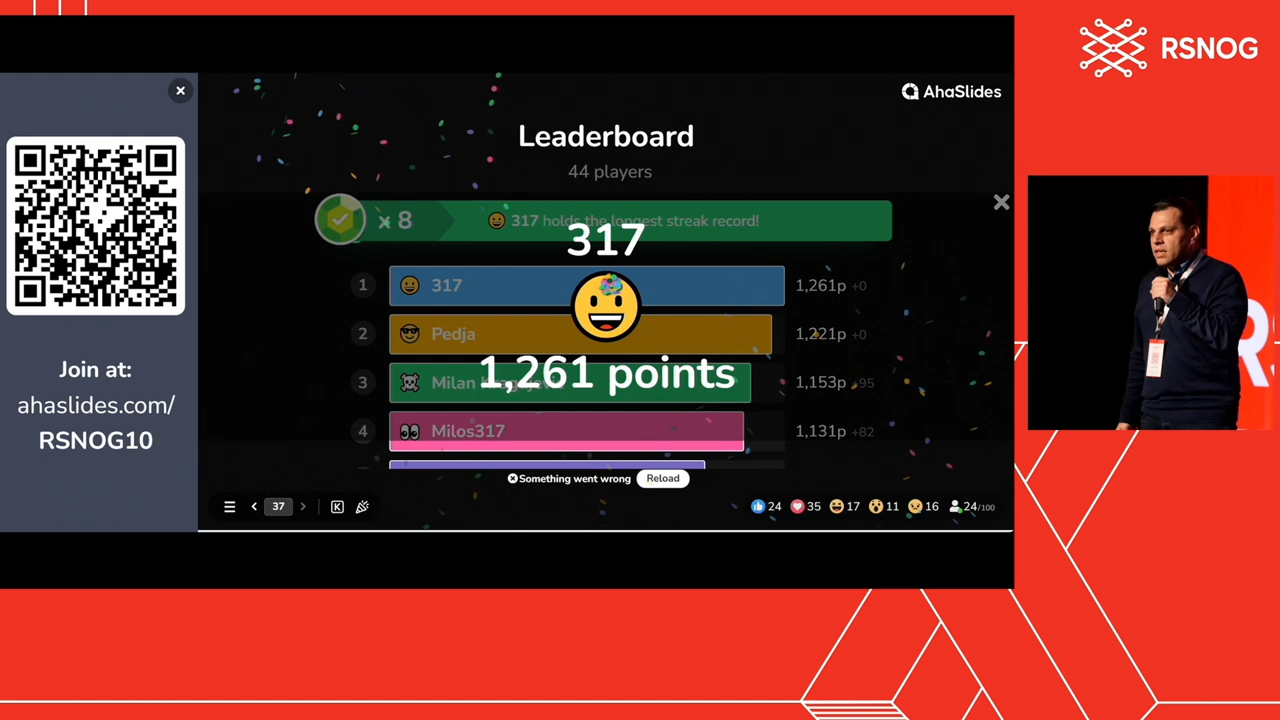 RSNOG
AhaSlides
Leaderboard
44 players
x 8
317 holds the longest streak record!
317
1 317 1,261p +0
2 Pedja 1,221p +0
1,261 points
3 Milan 1,153p +95
4 Milos317 1,131p +82
Something went wrong Reload
37 K
24 35 17 11 16 24/100
Join at:
ahaslides.com/
RSNOG10